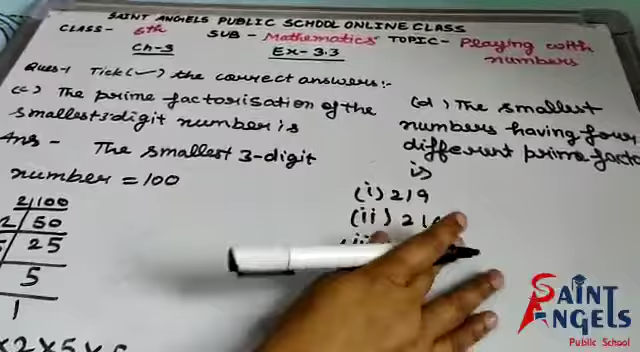 SAINT ANGELS PUBLIC SCHOOL ONLINE CLASS
CLASS- 6th SUB - Mathematics TOPIC- Playing with numbers
Ch-3 Ex- 3.3
Ques-1 Tick(✓) the correct answers:-
(c) The prime factorisation of the
smallest 3-digit number is
Ans - The smallest 3-digit
number = 100
2 100
2 50
5 25
5
1
×2×5×
(d) The smallest
numbers having four
different prime
is
(i) 219
(ii) 21
SAINT
ANGELS
Public School